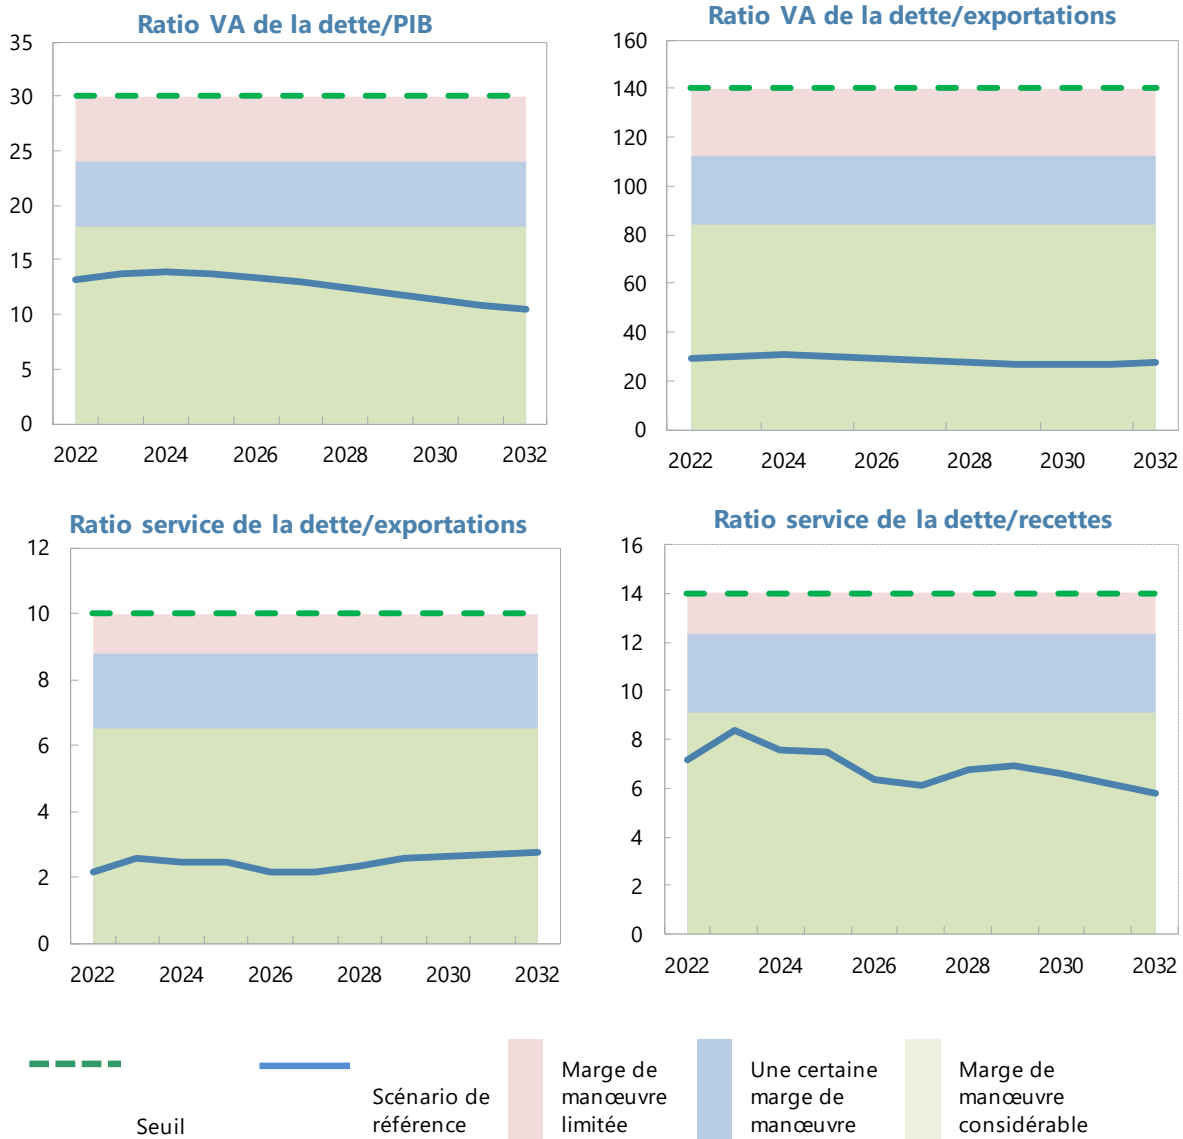 Ratio VA de la dette/PIB
35
30
25
20
15
10
5
0
2022 2024 2026 2028 2030 2032
Ratio VA de la dette/exportations
160
140
120
100
80
60
40
20
0
2022 2024 2026 2028 2030 2032
Ratio service de la dette/exportations
12
10
8
6
4
2
0
2022 2024 2026 2028 2030 2032
Ratio service de la dette/recettes
16
14
12
10
8
6
4
2
0
2022 2024 2026 2028 2030 2032
Seuil
Scénario de
référence
Marge de
manœuvre
limitée
Une certaine
marge de
manœuvre
Marge de
manœuvre
considérable